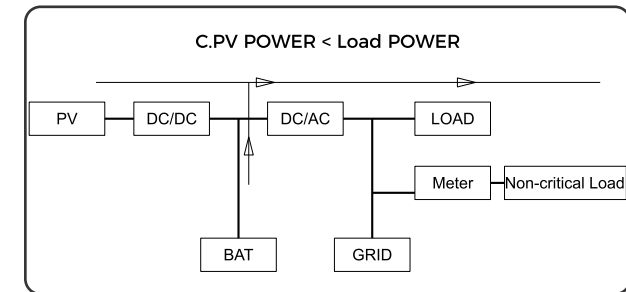 C.PV POWER < Load POWER
PV
DC/DC
DC/AC
LOAD
Meter
Non-critical Load
BAT
GRID